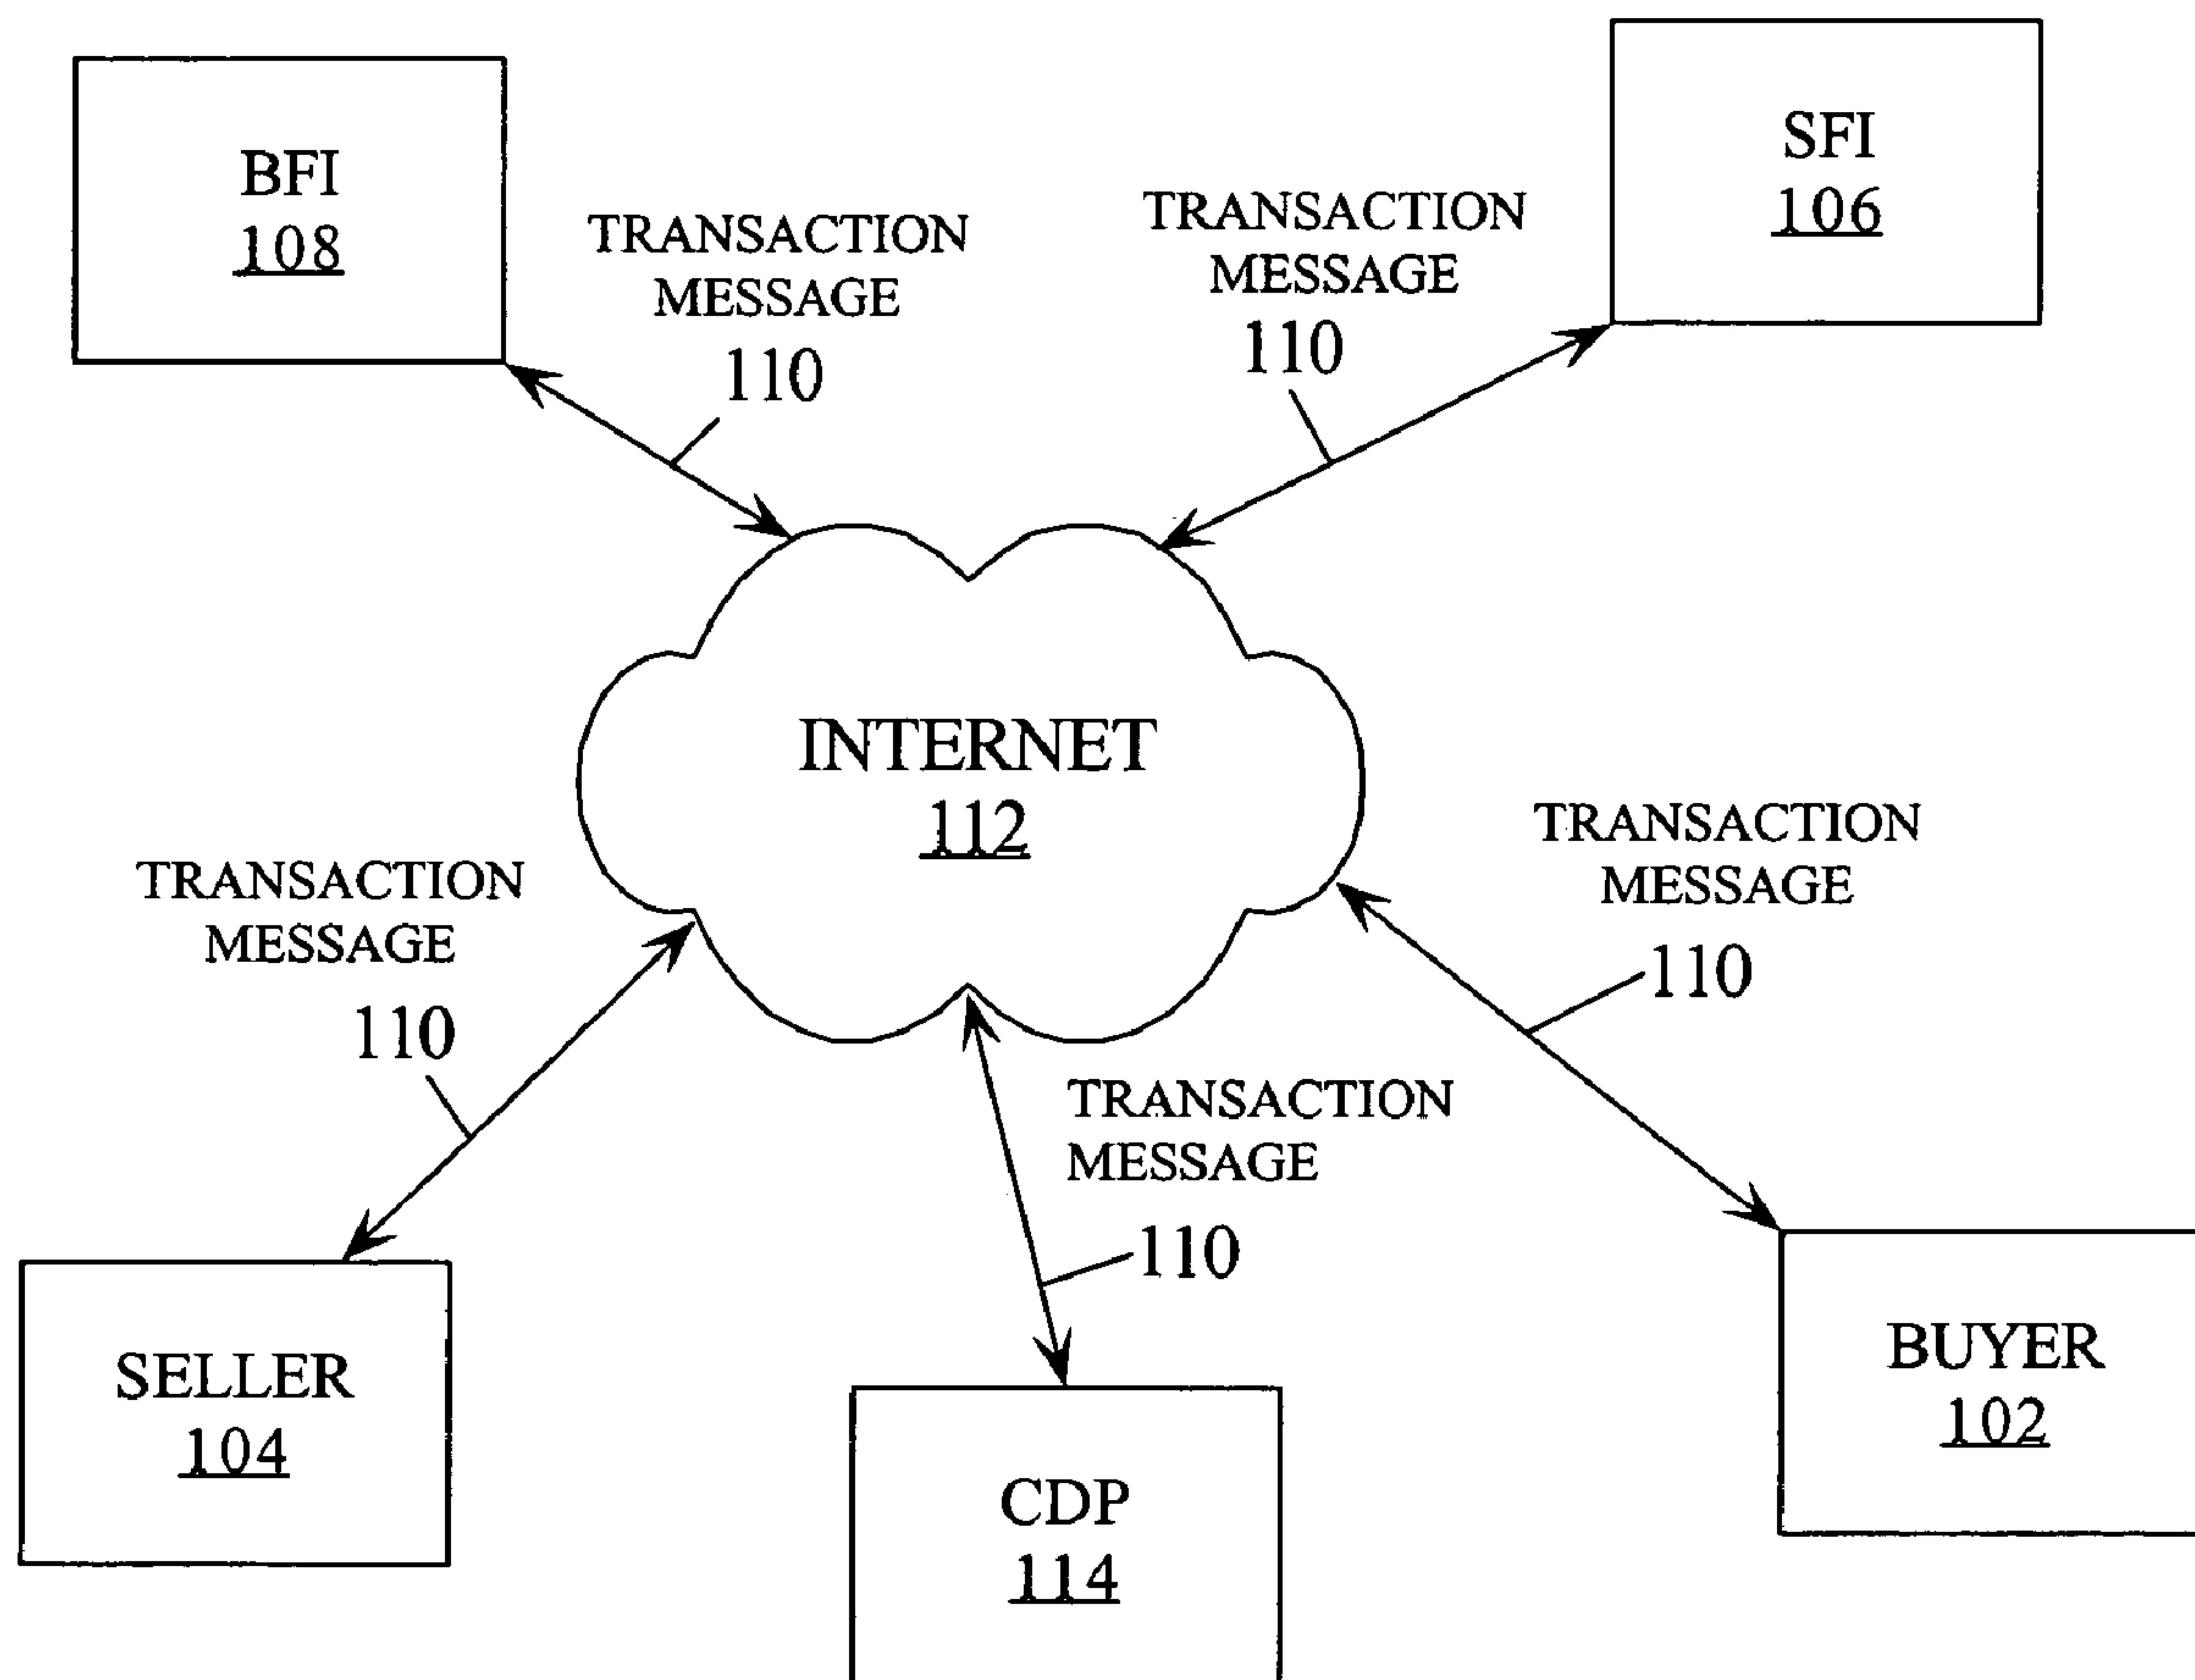 BFI
108
TRANSACTION
MESSAGE
110
TRANSACTION
MESSAGE
110
SFI
106
INTERNET
112
TRANSACTION
MESSAGE
110
TRANSACTION
MESSAGE
110
TRANSACTION
MESSAGE
110
SELLER
104
CDP
114
BUYER
102